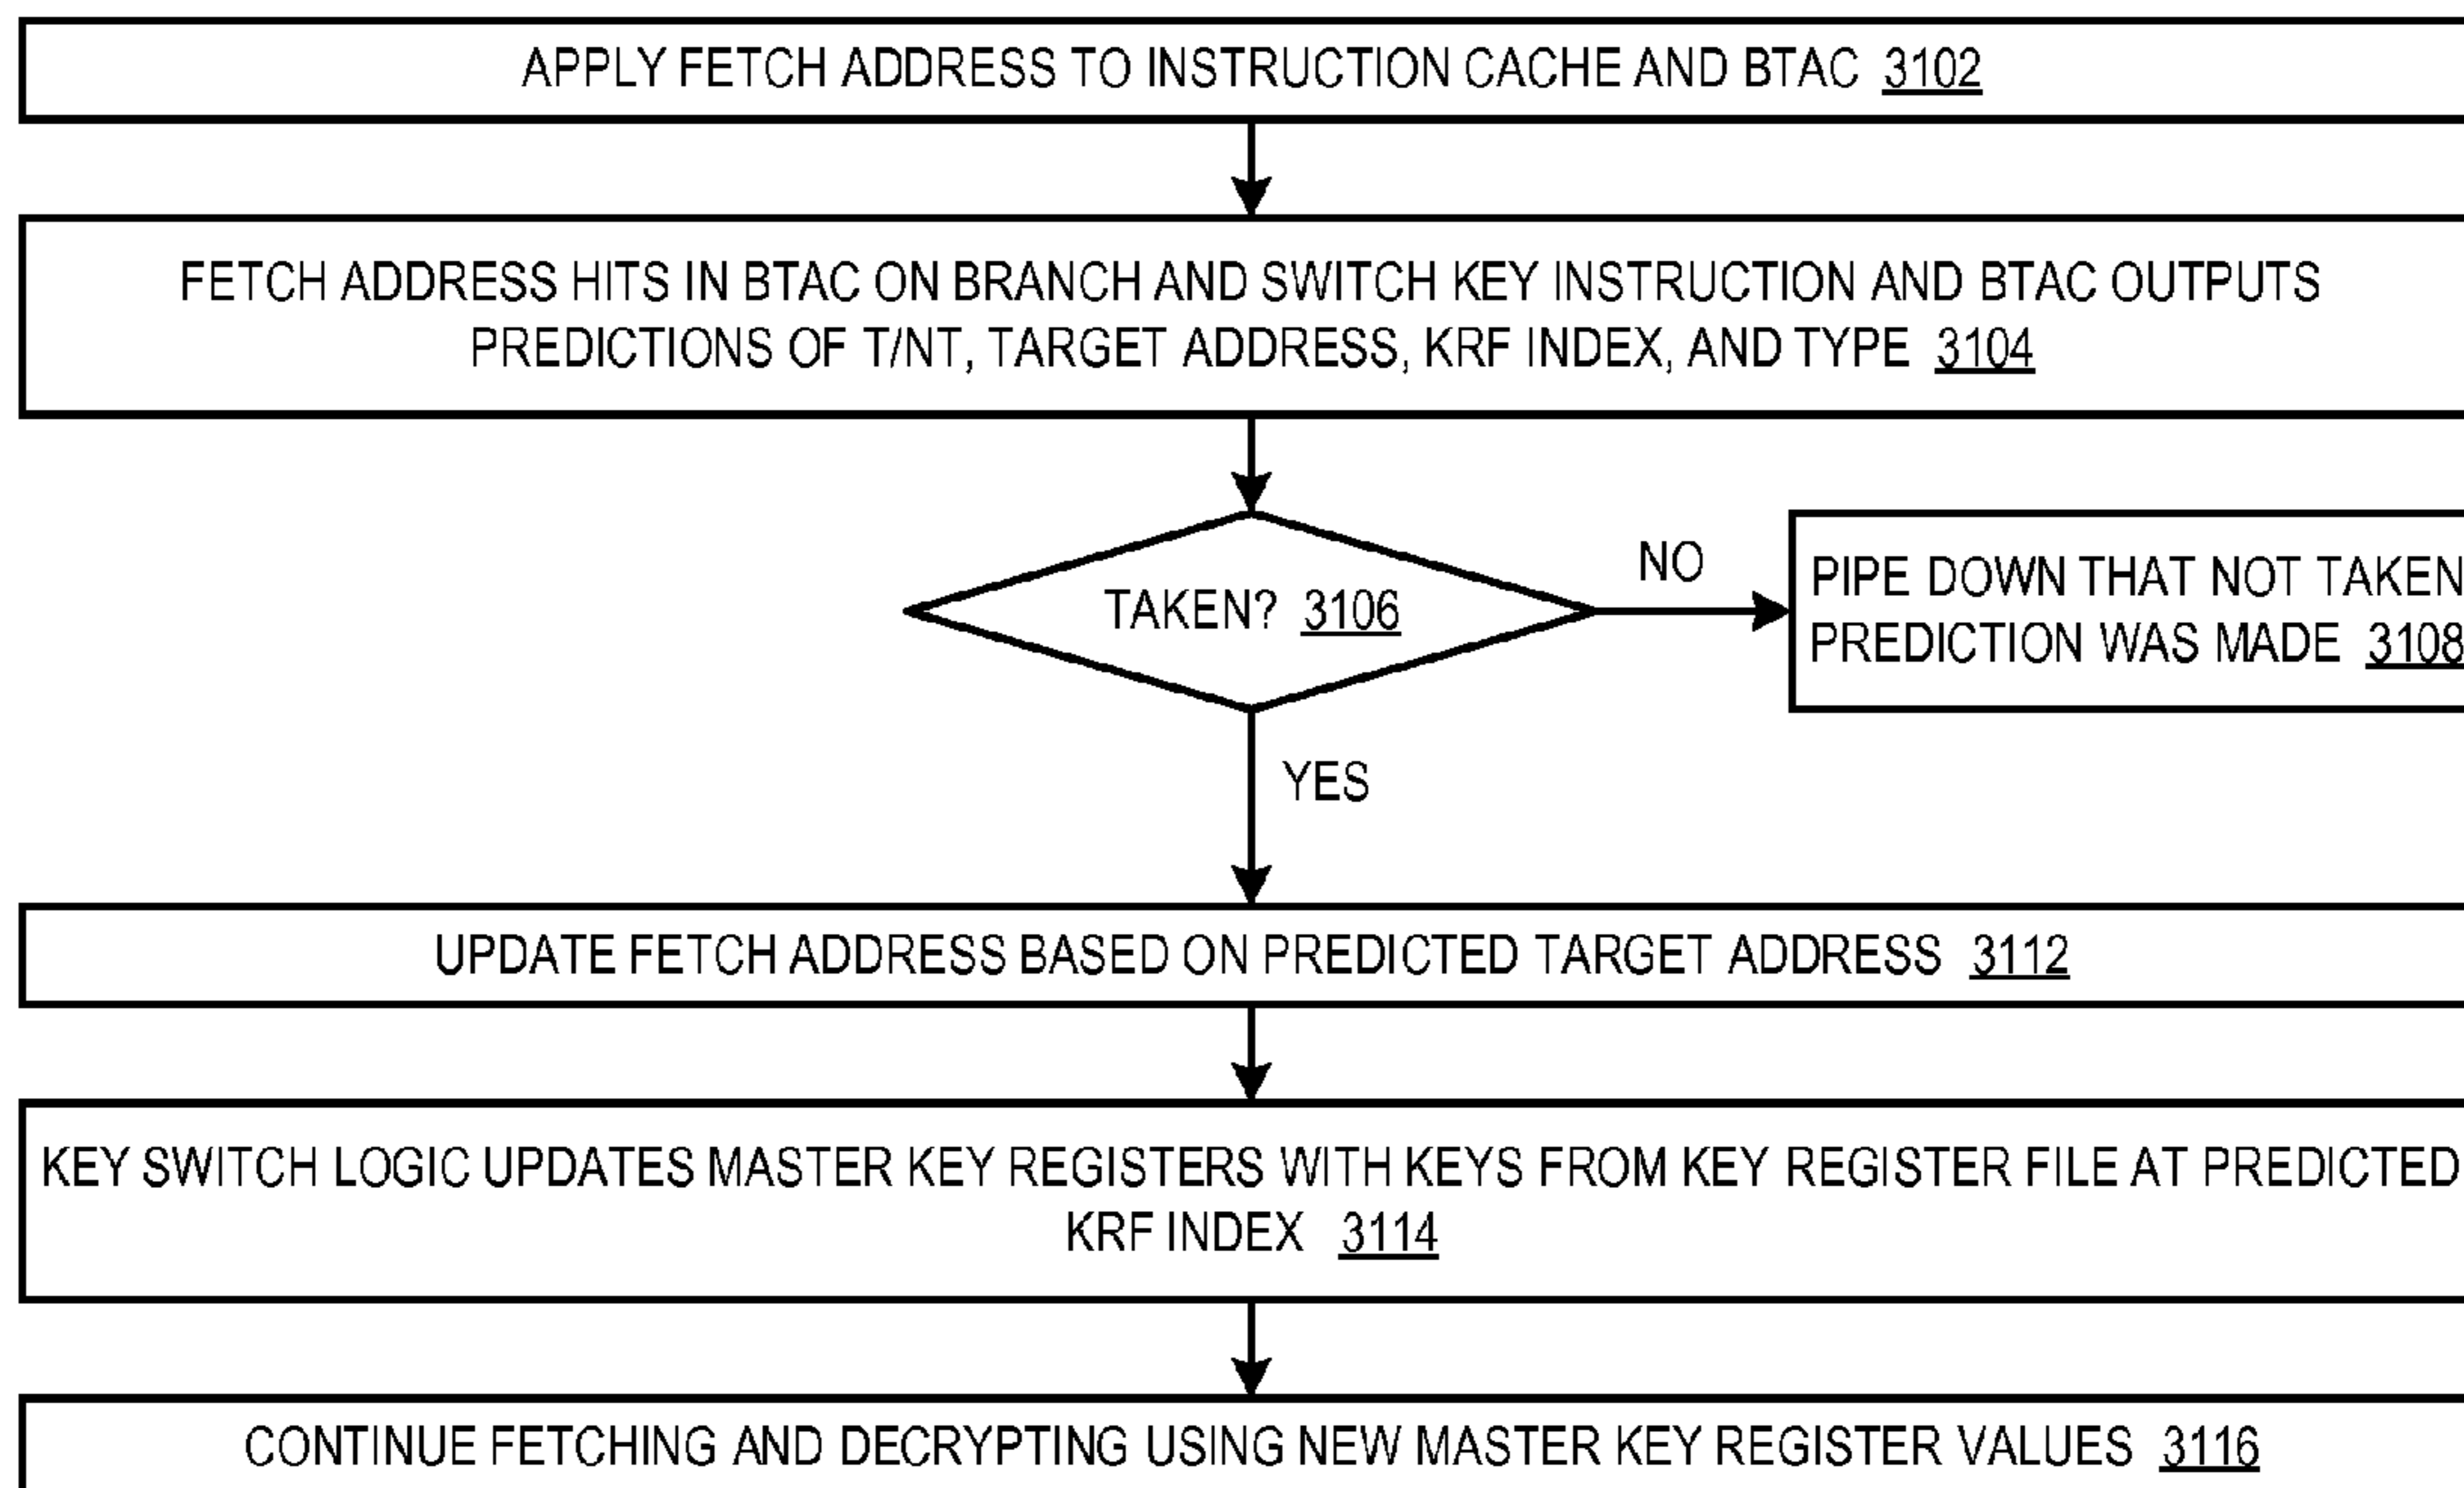 APPLY FETCH ADDRESS TO INSTRUCTION CACHE AND BTAC 3102
FETCH ADDRESS HITS IN BTAC ON BRANCH AND SWITCH KEY INSTRUCTION AND BTAC OUTPUTS
PREDICTIONS OF T/NT, TARGET ADDRESS, KRF INDEX, AND TYPE 3104
TAKEN? 3106
NO
PIPE DOWN THAT NOT TAKEN
PREDICTION WAS MADE 3108
YES
UPDATE FETCH ADDRESS BASED ON PREDICTED TARGET ADDRESS 3112
KEY SWITCH LOGIC UPDATES MASTER KEY REGISTERS WITH KEYS FROM KEY REGISTER FILE AT PREDICTED
KRF INDEX 3114
CONTINUE FETCHING AND DECRYPTING USING NEW MASTER KEY REGISTER VALUES 3116